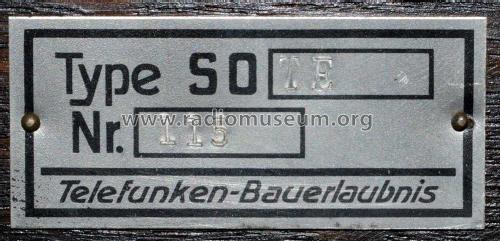 Type SO TE
www.radiomuseum.org
Nr. 115
Telefunken-Bauerlaubnis